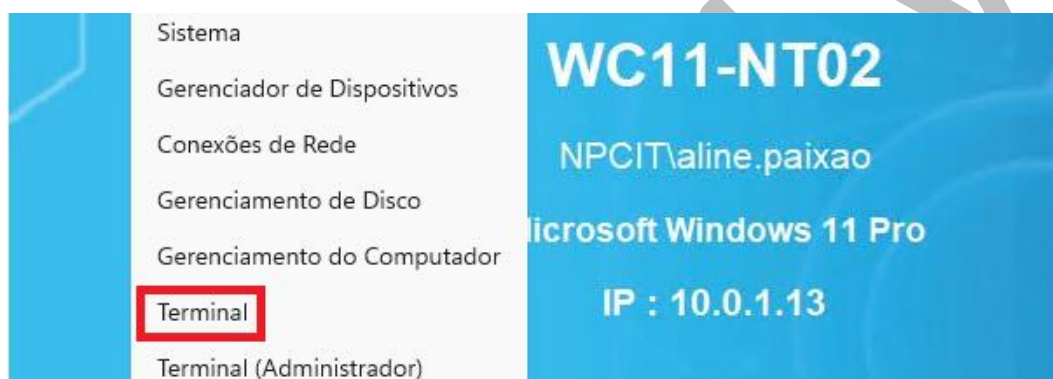 Sistema
Gerenciador de Dispositivos
Conexões de Rede
Gerenciamento de Disco
Gerenciamento do Computador
Terminal
Terminal (Administrador)
WC11-NT02
NPCIT\aline.paixao
icrosoft Windows 11 Pro
IP : 10.0.1.13